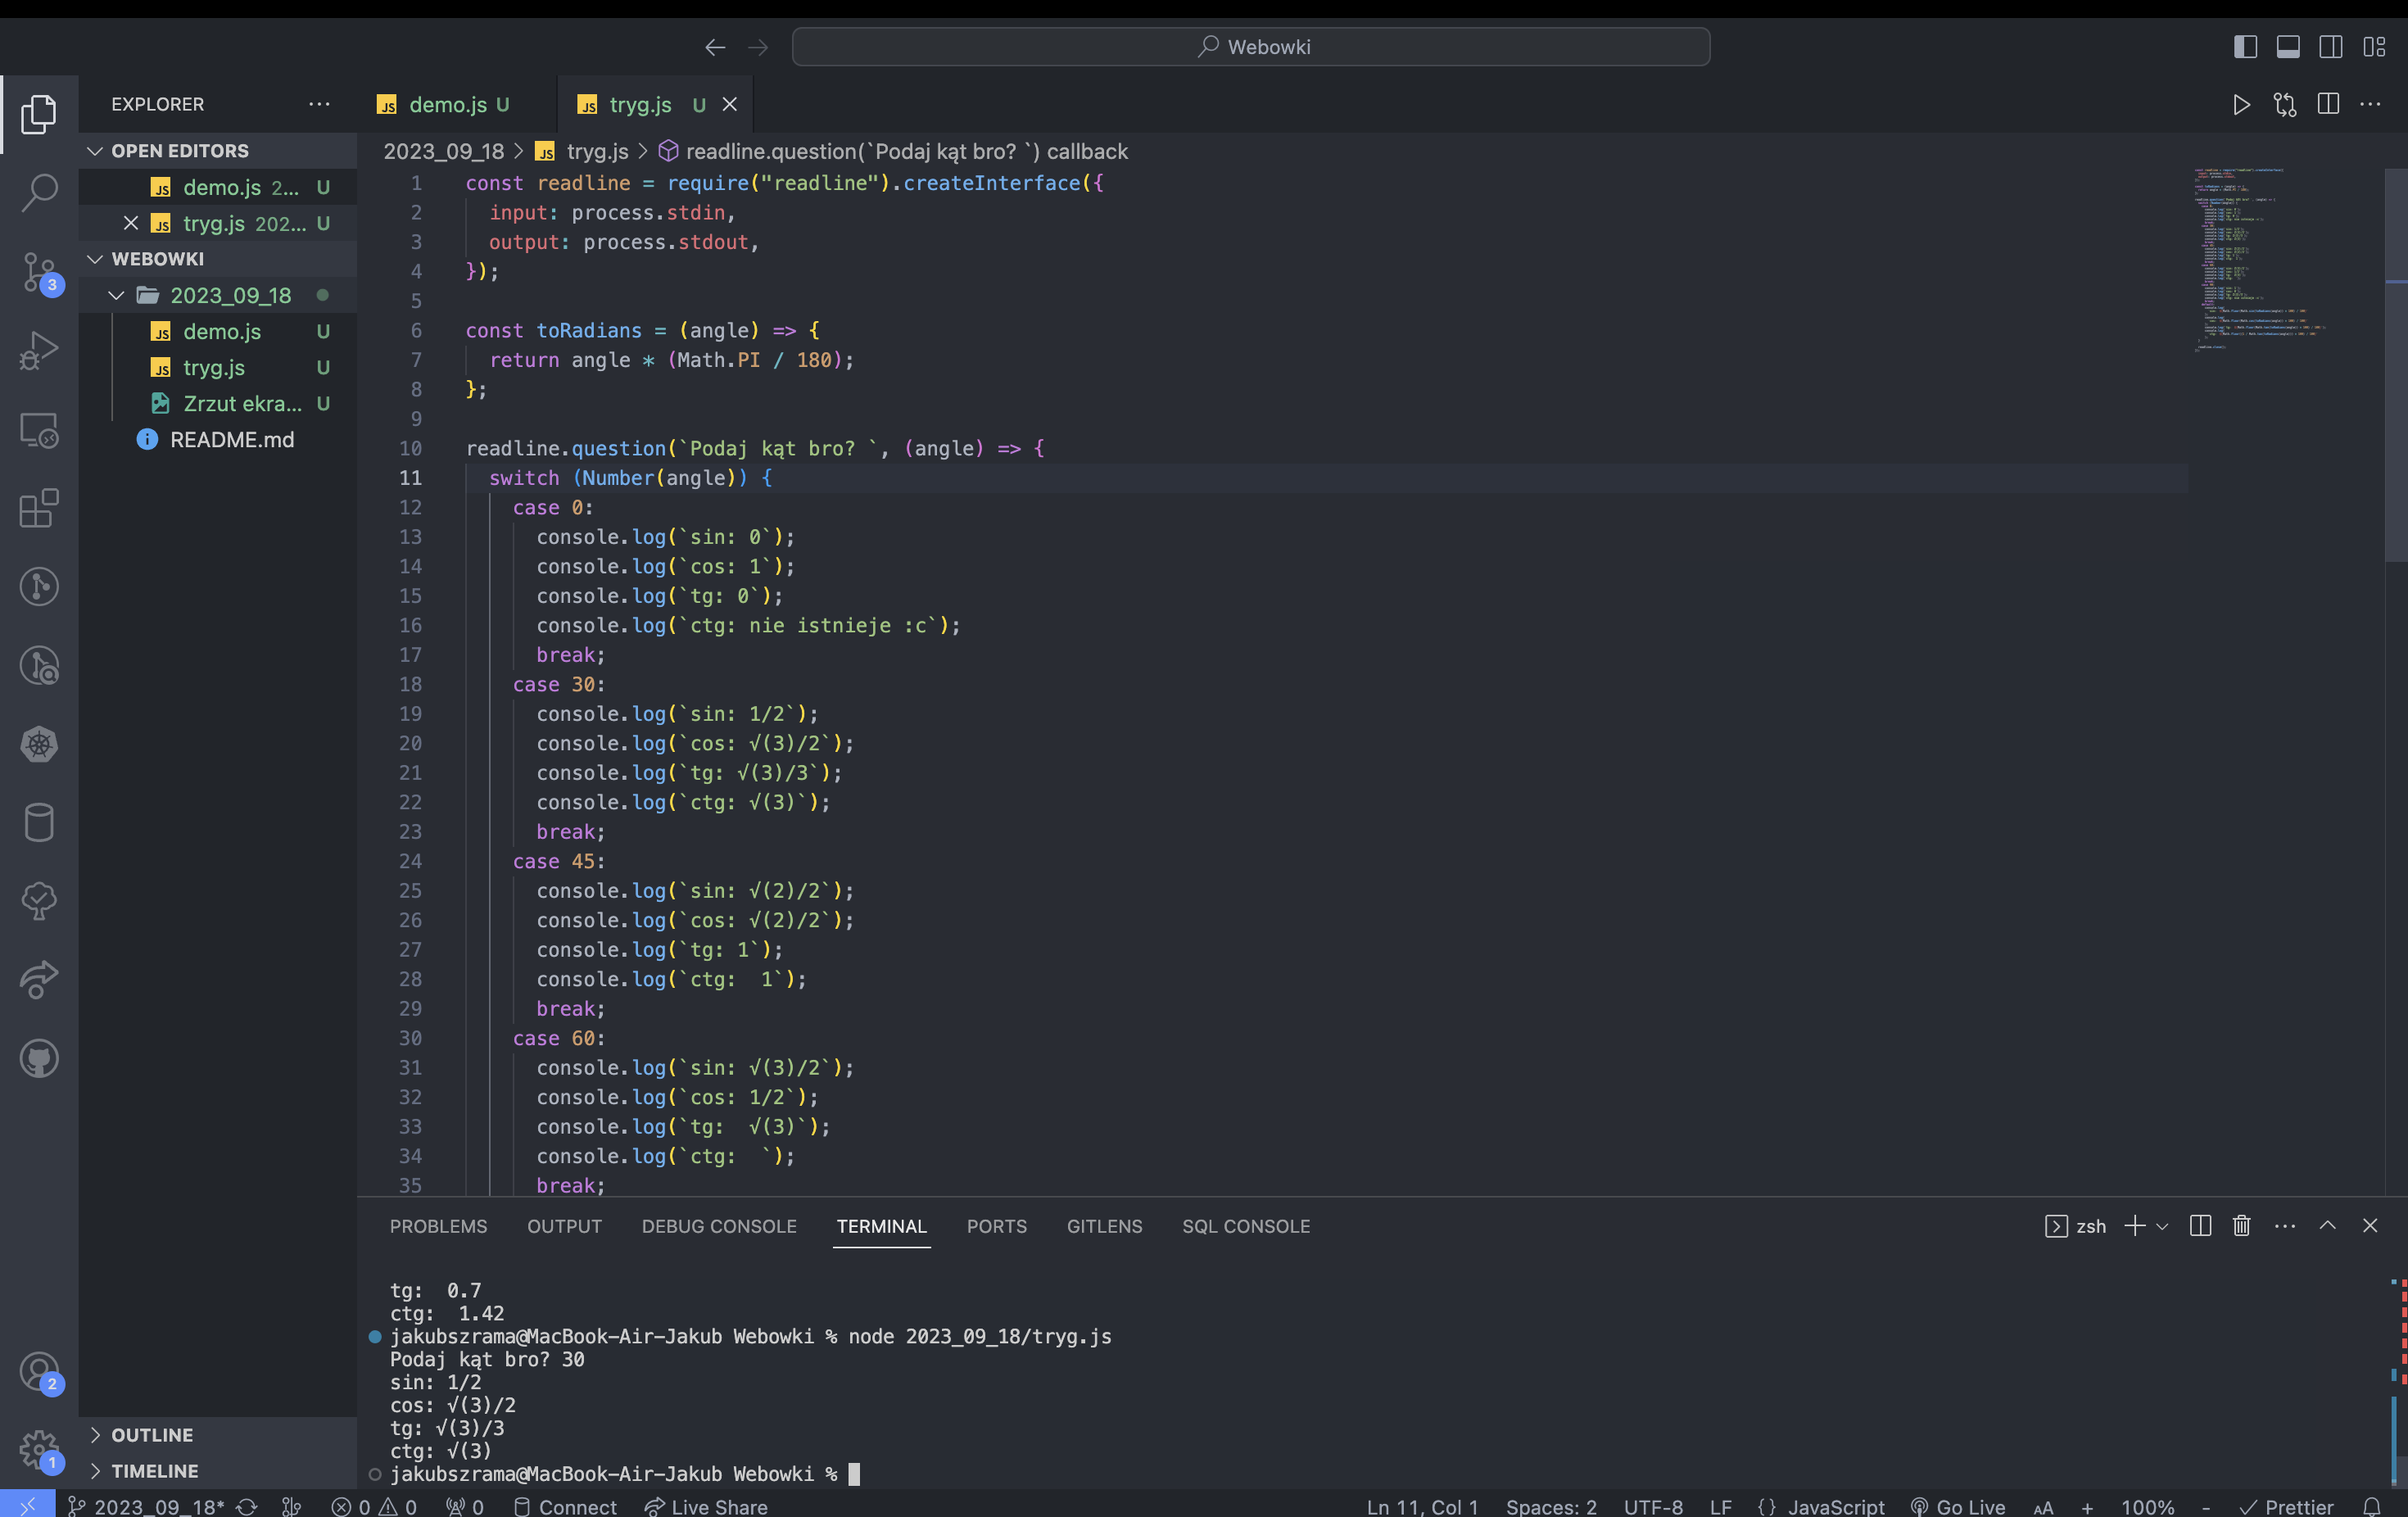 Webowki
EXPLORER
OPEN EDITORS
demo.js 2... U
tryg.js 202... U
WEBOWKI
2023_09_18
demo.js U
tryg.js U
Zrzut ekra... U
README.md
OUTLINE
TIMELINE
3
2
1
demo.js U
tryg.js U
2023_09_18 > JS tryg.js > readline.question(`Podaj kąt bro? `) callback
1 const readline = require("readline").createInterface({
2 input: process.stdin,
3 output: process.stdout,
4 });
5
6 const toRadians = (angle) => {
7 return angle * (Math.PI / 180);
8 };
9
10 readline.question(`Podaj kąt bro? `, (angle) => {
11 switch (Number(angle)) {
12 case 0:
13 console.log(`sin: 0`);
14 console.log(`cos: 1`);
15 console.log(`tg: 0`);
16 console.log(`ctg: nie istnieje :c`);
17 break;
18 case 30:
19 console.log(`sin: 1/2`);
20 console.log(`cos: √(3)/2`);
21 console.log(`tg: √(3)/3`);
22 console.log(`ctg: √(3)`);
23 break;
24 case 45:
25 console.log(`sin: √(2)/2`);
26 console.log(`cos: √(2)/2`);
27 console.log(`tg: 1`);
28 console.log(`ctg:  1`);
29 break;
30 case 60:
31 console.log(`sin: √(3)/2`);
32 console.log(`cos: 1/2`);
33 console.log(`tg:  √(3)`);
34 console.log(`ctg:  `);
35 break;
PROBLEMS OUTPUT DEBUG CONSOLE TERMINAL PORTS GITLENS SQL CONSOLE zsh
tg:  0.7
ctg:  1.42
jakubszrama@MacBook-Air-Jakub Webowki % node 2023_09_18/tryg.js
Podaj kąt bro? 30
sin: 1/2
cos: √(3)/2
tg: √(3)/3
ctg: √(3)
jakubszrama@MacBook-Air-Jakub Webowki %
2023_09_18* 0 0 0 Connect Live Share Ln 11, Col 1 Spaces: 2 UTF-8 LF {} JavaScript Go Live AA + 100% - Prettier